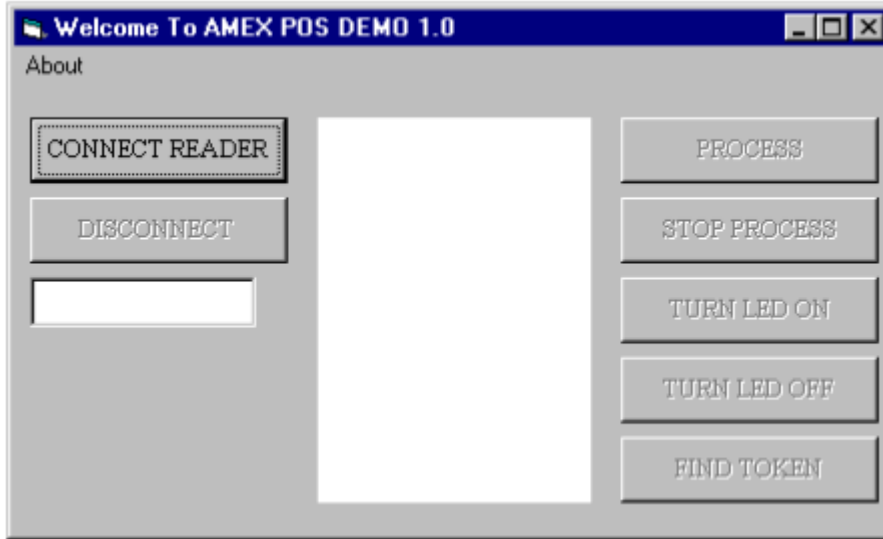 Welcome To AMEX POS DEMO 1.0
About
CONNECT READER
DISCONNECT
PROCESS
STOP PROCESS
TURN LED ON
TURN LED OFF
FIND TOKEN